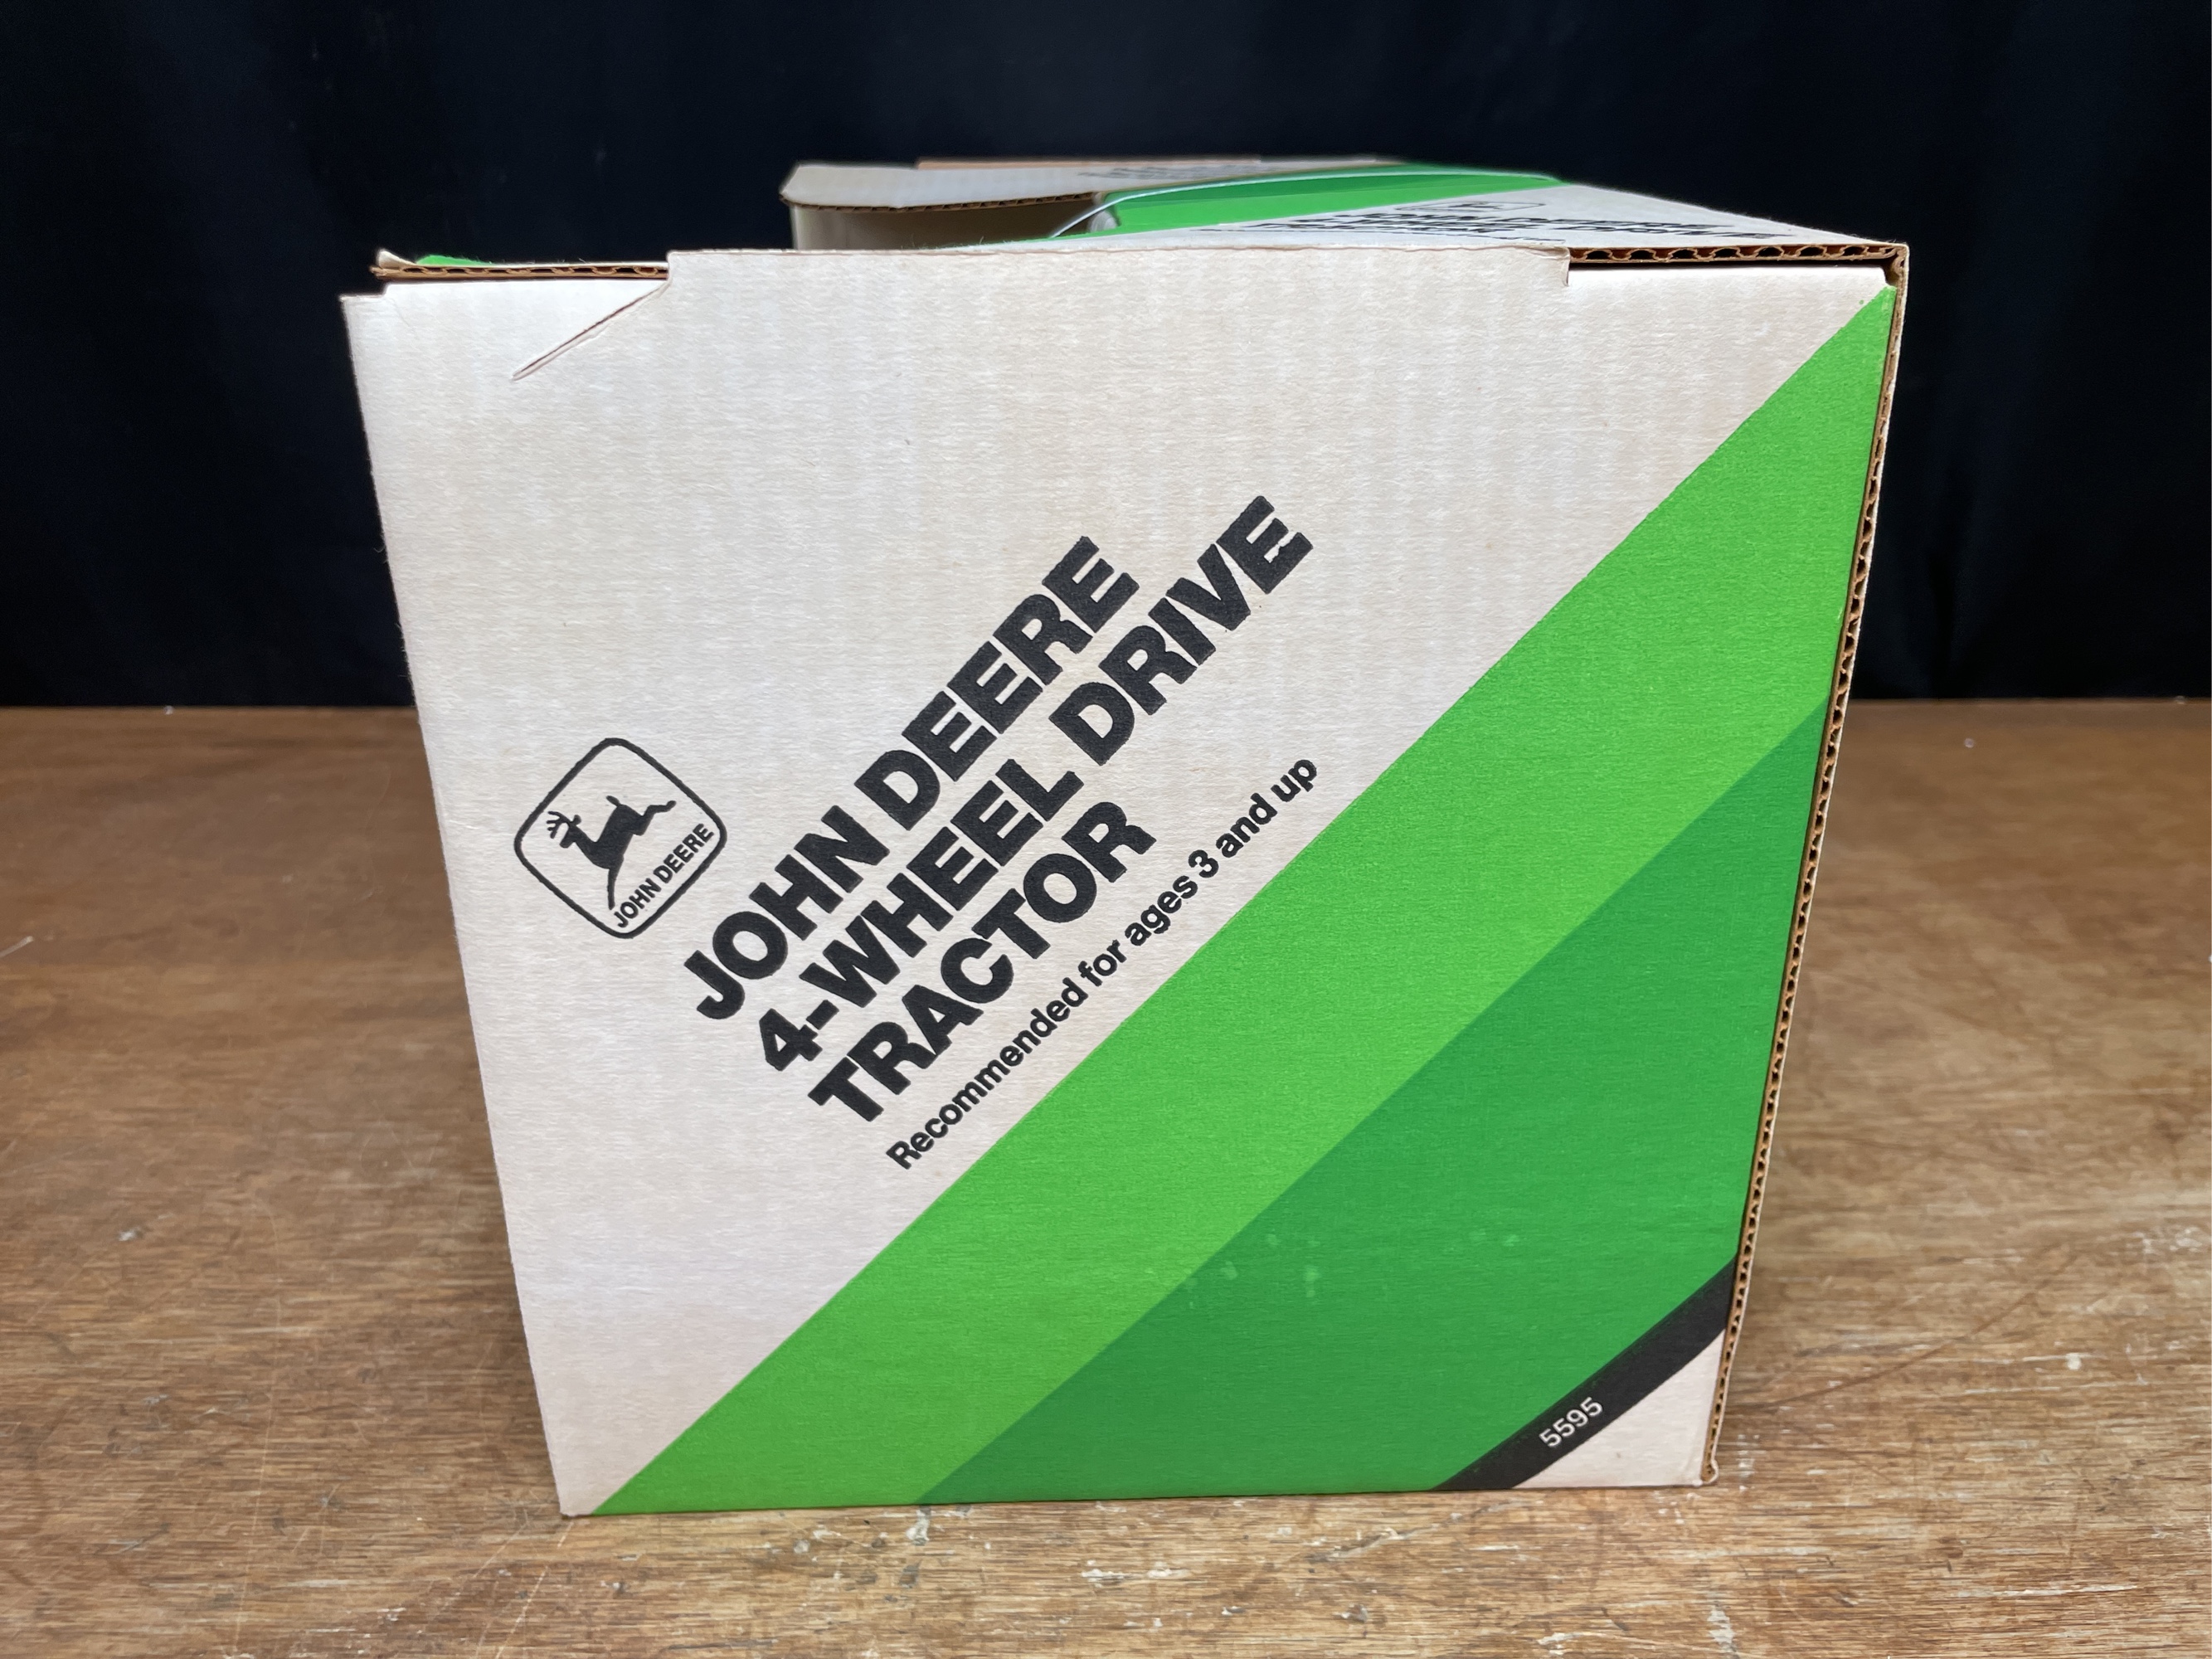 JOHN DEERE
JOHN DEERE
4-WHEEL DRIVE
TRACTOR
Recommended for ages 3 and up
5595